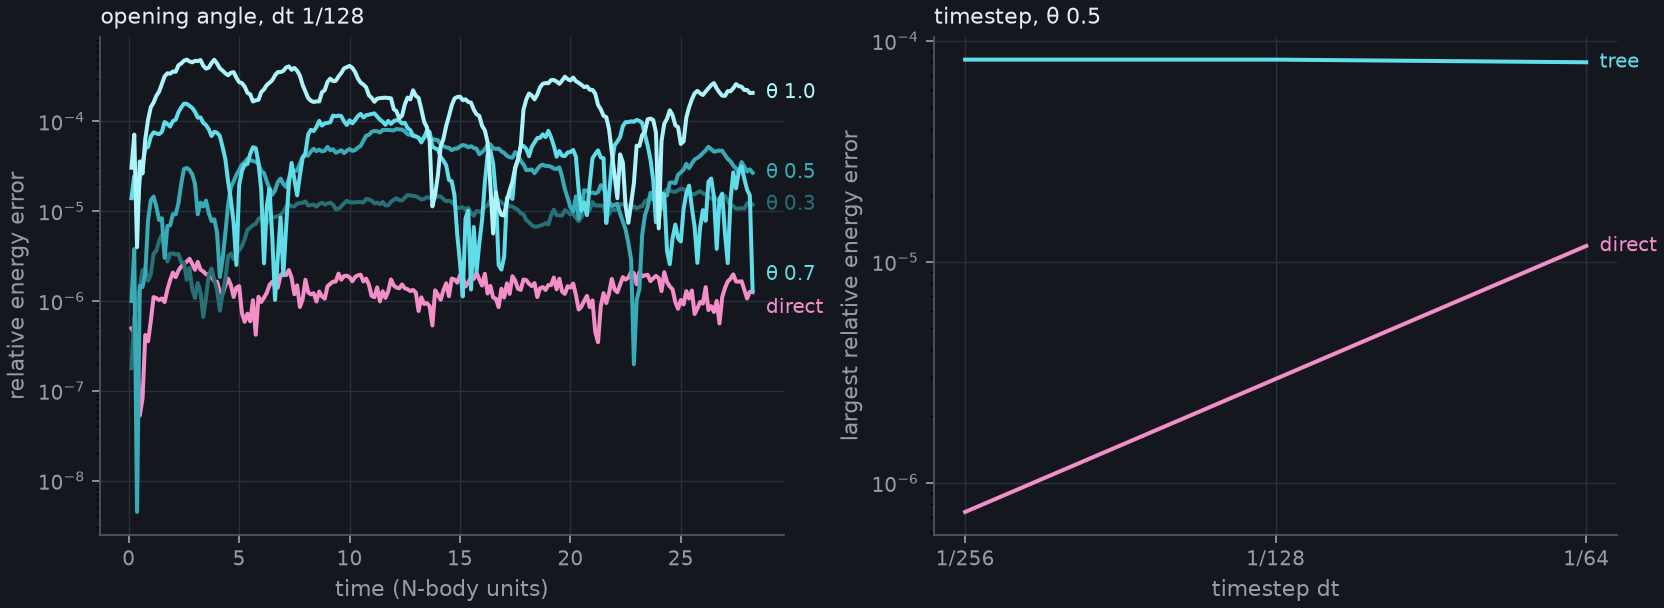 opening angle, dt 1/128
relative energy error
10⁻⁴
10⁻⁵
10⁻⁶
10⁻⁷
10⁻⁸
θ 1.0
θ 0.5
θ 0.3
θ 0.7
direct
0 5 10 15 20 25
time (N-body units)
timestep, θ 0.5
largest relative energy error
10⁻⁴
10⁻⁵
10⁻⁶
tree
direct
1/256 1/128 1/64
timestep dt